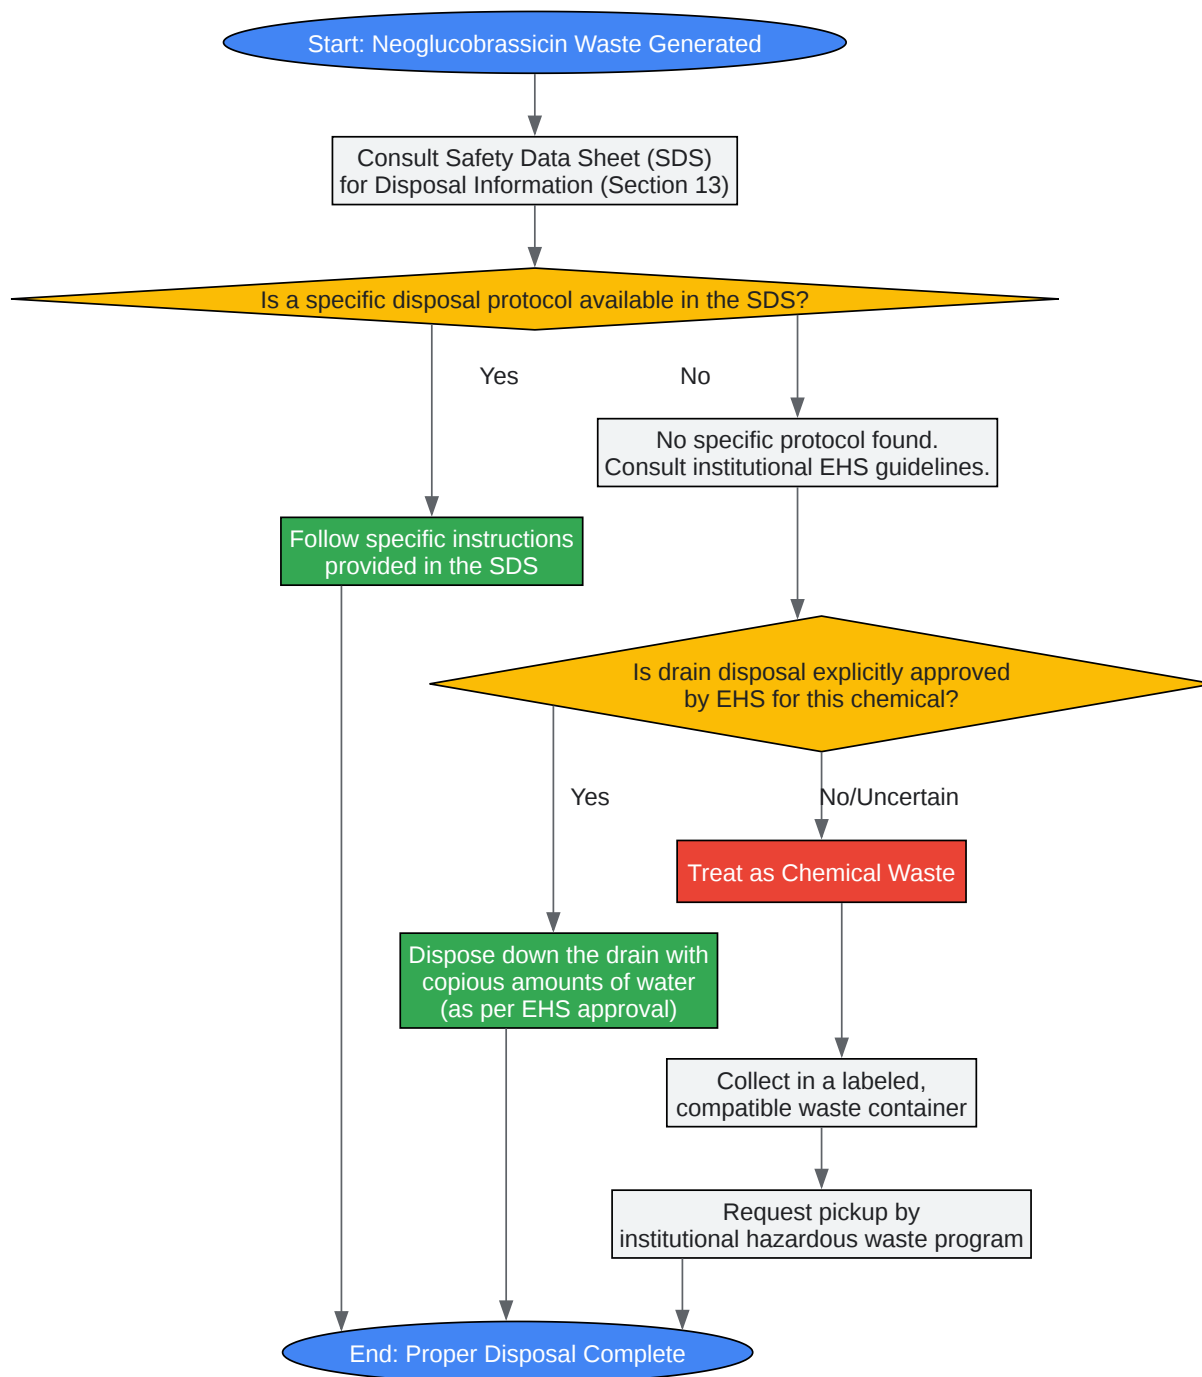 Start: Neoglucobrassicin Waste Generated
Consult Safety Data Sheet (SDS)
for Disposal Information (Section 13)
Is a specific disposal protocol available in the SDS?
Yes
No
No specific protocol found.
Consult institutional EHS guidelines.
Follow specific instructions
provided in the SDS
Is drain disposal explicitly approved
by EHS for this chemical?
Yes
No/Uncertain
Treat as Chemical Waste
Dispose down the drain with
copious amounts of water
(as per EHS approval)
Collect in a labeled,
compatible waste container
Request pickup by
institutional hazardous waste program
End: Proper Disposal Complete